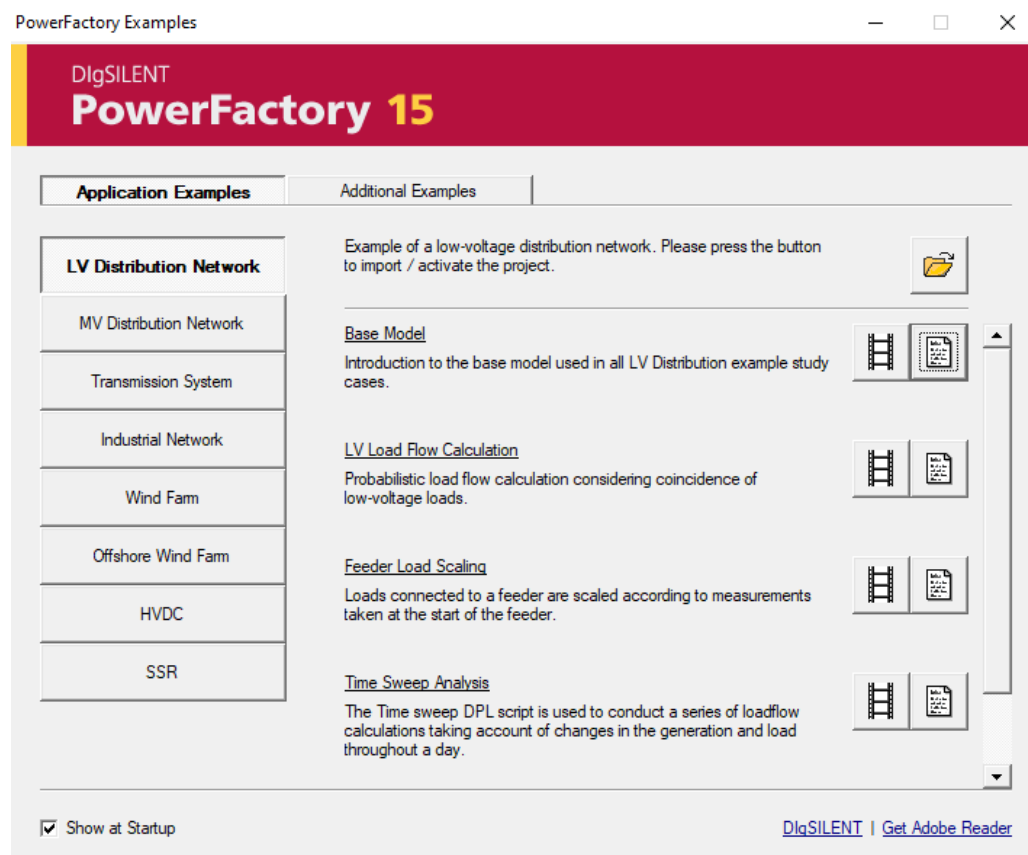 PowerFactory Examples
DIgSILENT
PowerFactory 15
Application Examples
Additional Examples
LV Distribution Network
MV Distribution Network
Transmission System
Industrial Network
Wind Farm
Offshore Wind Farm
HVDC
SSR
Example of a low-voltage distribution network. Please press the button
to import / activate the project.
Base Model
Introduction to the base model used in all LV Distribution example study
cases.
LV Load Flow Calculation
Probabilistic load flow calculation considering coincidence of
low-voltage loads.
Feeder Load Scaling
Loads connected to a feeder are scaled according to measurements
taken at the start of the feeder.
Time Sweep Analysis
The Time sweep DPL script is used to conduct a series of loadflow
calculations taking account of changes in the generation and load
throughout a day.
Show at Startup
DIgSILENT | Get Adobe Reader